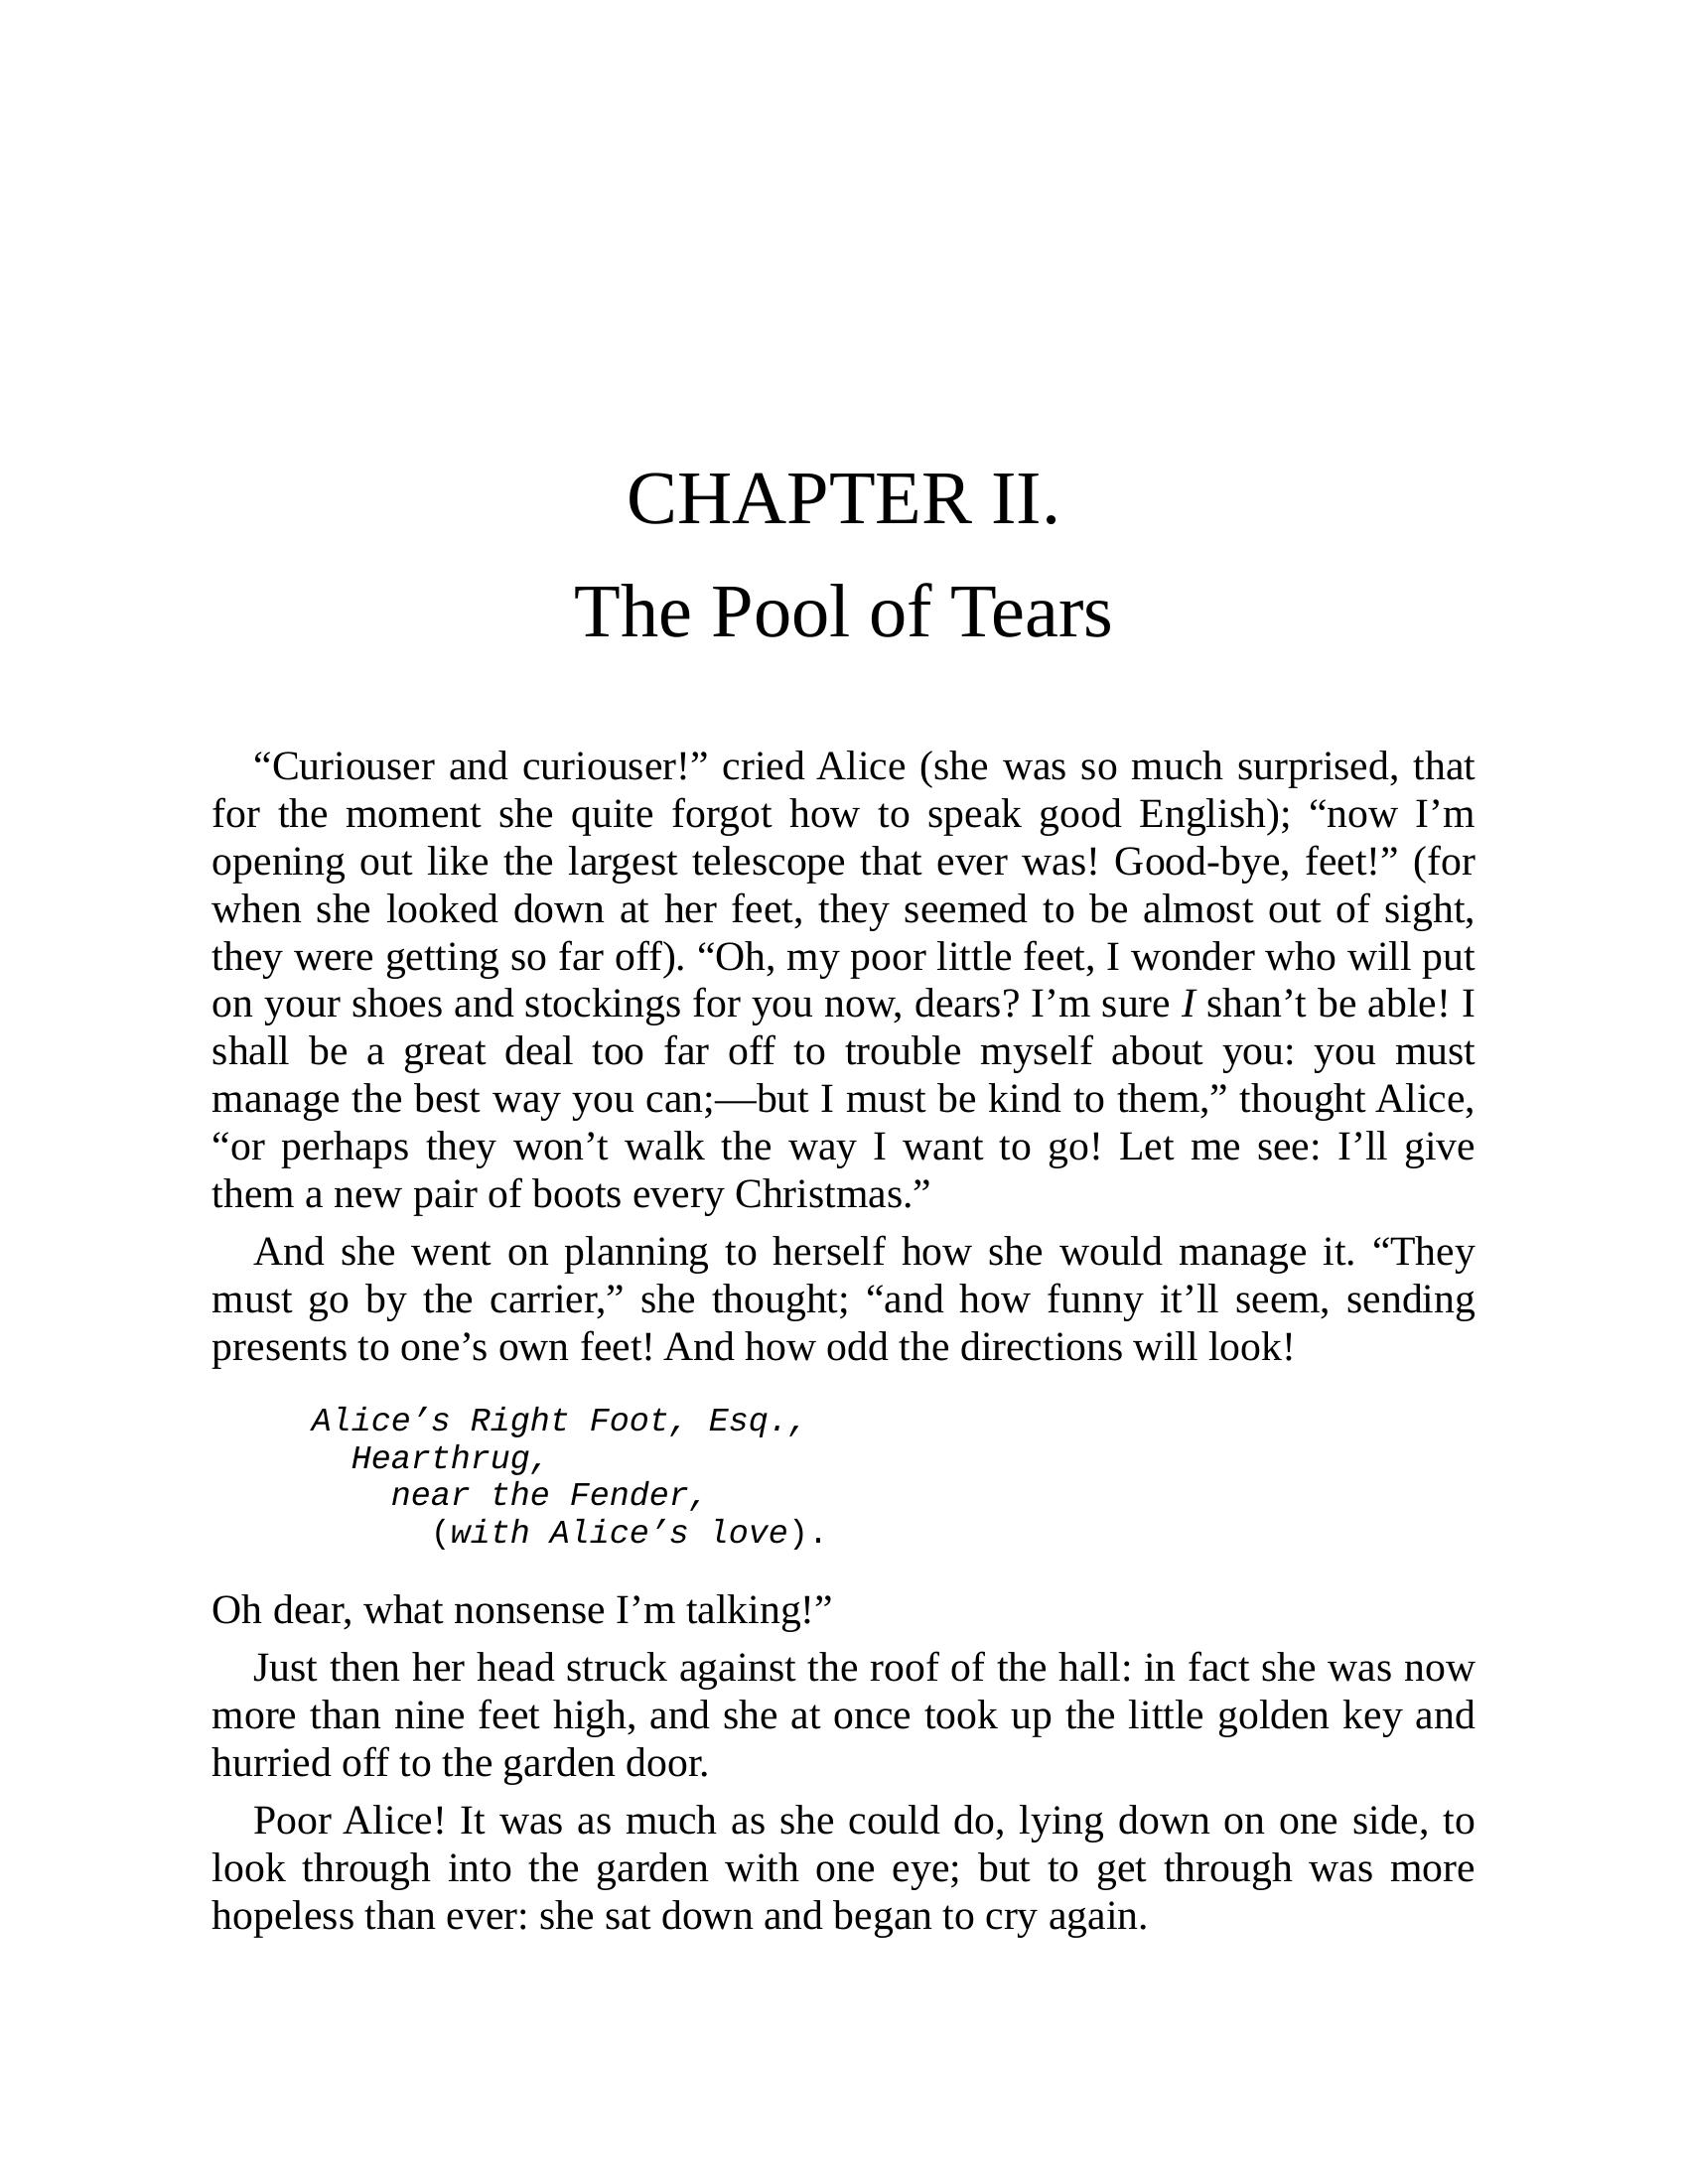 CHAPTER II.
The Pool of Tears
“Curiouser and curiouser!” cried Alice (she was so much surprised, that
for the moment she quite forgot how to speak good English); “now I’m
opening out like the largest telescope that ever was! Good-bye, feet!” (for
when she looked down at her feet, they seemed to be almost out of sight,
they were getting so far off). “Oh, my poor little feet, I wonder who will put
on your shoes and stockings for you now, dears? I’m sure I shan’t be able! I
shall be a great deal too far off to trouble myself about you: you must
manage the best way you can;—but I must be kind to them,” thought Alice,
“or perhaps they won’t walk the way I want to go! Let me see: I’ll give
them a new pair of boots every Christmas.”
And she went on planning to herself how she would manage it. “They
must go by the carrier,” she thought; “and how funny it’ll seem, sending
presents to one’s own feet! And how odd the directions will look!
Alice’s Right Foot, Esq.,
Hearthrug,
near the Fender,
(with Alice’s love).
Oh dear, what nonsense I’m talking!”
Just then her head struck against the roof of the hall: in fact she was now
more than nine feet high, and she at once took up the little golden key and
hurried off to the garden door.
Poor Alice! It was as much as she could do, lying down on one side, to
look through into the garden with one eye; but to get through was more
hopeless than ever: she sat down and began to cry again.